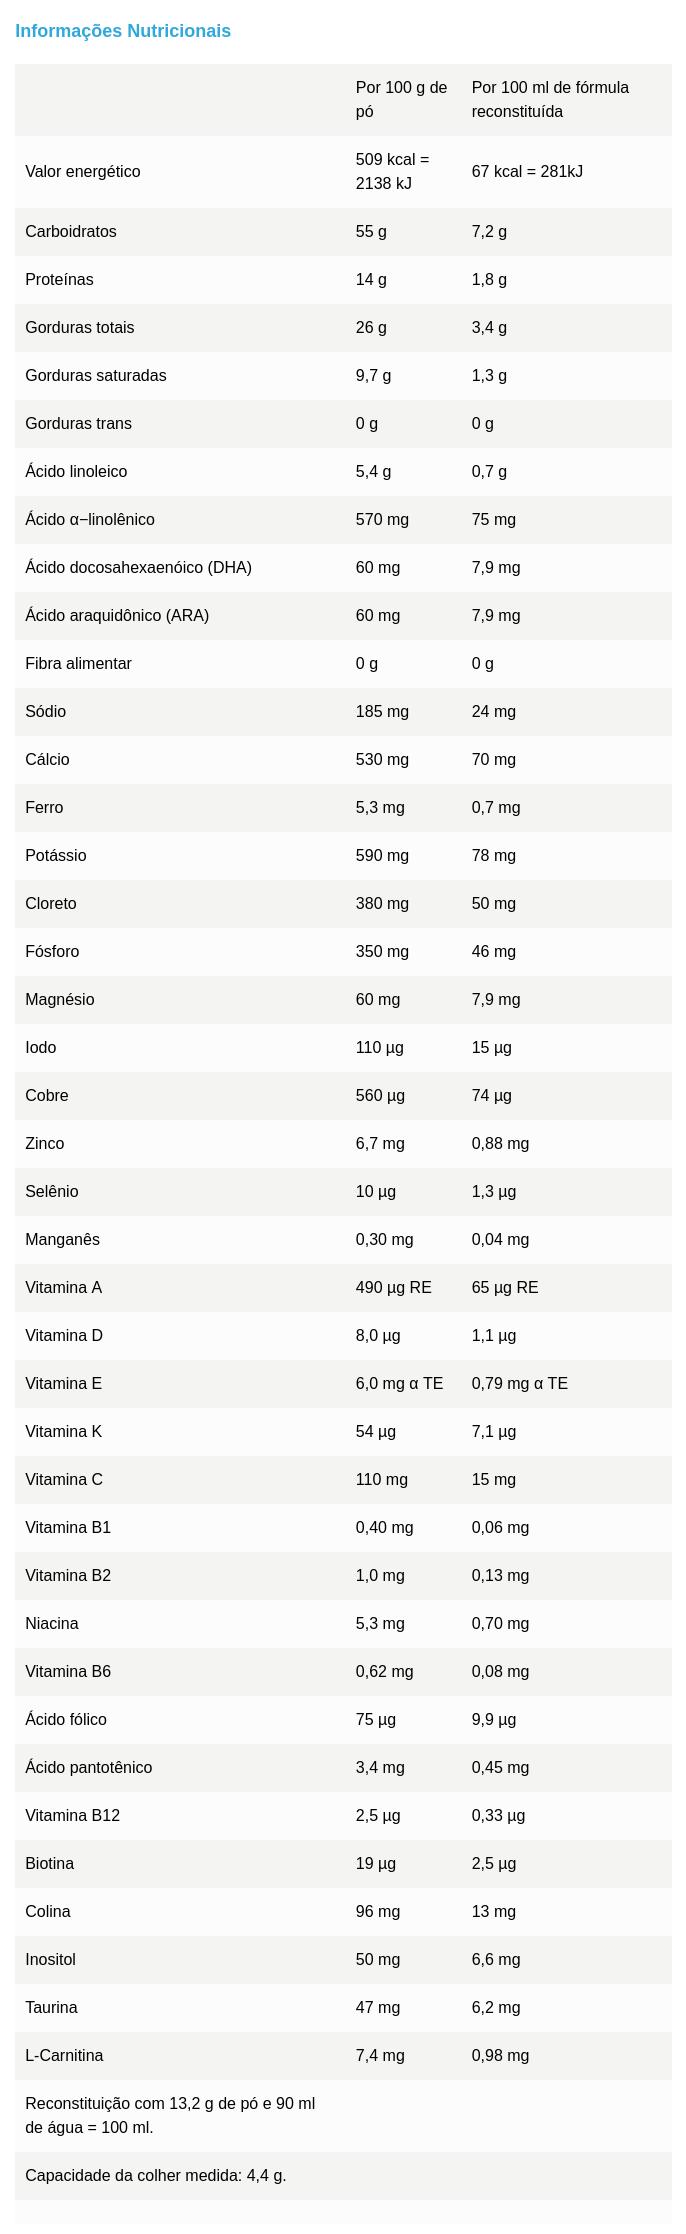 Informações Nutricionais
Por 100 g de pó	Por 100 ml de fórmula reconstituída
Valor energético	509 kcal = 2138 kJ	67 kcal = 281kJ
Carboidratos	55 g	7,2 g
Proteínas	14 g	1,8 g
Gorduras totais	26 g	3,4 g
Gorduras saturadas	9,7 g	1,3 g
Gorduras trans	0 g	0 g
Ácido linoleico	5,4 g	0,7 g
Ácido α−linolênico	570 mg	75 mg
Ácido docosahexaenóico (DHA)	60 mg	7,9 mg
Ácido araquidônico (ARA)	60 mg	7,9 mg
Fibra alimentar	0 g	0 g
Sódio	185 mg	24 mg
Cálcio	530 mg	70 mg
Ferro	5,3 mg	0,7 mg
Potássio	590 mg	78 mg
Cloreto	380 mg	50 mg
Fósforo	350 mg	46 mg
Magnésio	60 mg	7,9 mg
Iodo	110 µg	15 µg
Cobre	560 µg	74 µg
Zinco	6,7 mg	0,88 mg
Selênio	10 µg	1,3 µg
Manganês	0,30 mg	0,04 mg
Vitamina A	490 µg RE	65 µg RE
Vitamina D	8,0 µg	1,1 µg
Vitamina E	6,0 mg α TE	0,79 mg α TE
Vitamina K	54 µg	7,1 µg
Vitamina C	110 mg	15 mg
Vitamina B1	0,40 mg	0,06 mg
Vitamina B2	1,0 mg	0,13 mg
Niacina	5,3 mg	0,70 mg
Vitamina B6	0,62 mg	0,08 mg
Ácido fólico	75 µg	9,9 µg
Ácido pantotênico	3,4 mg	0,45 mg
Vitamina B12	2,5 µg	0,33 µg
Biotina	19 µg	2,5 µg
Colina	96 mg	13 mg
Inositol	50 mg	6,6 mg
Taurina	47 mg	6,2 mg
L-Carnitina	7,4 mg	0,98 mg
Reconstituição com 13,2 g de pó e 90 ml
de água = 100 ml.
Capacidade da colher medida: 4,4 g.